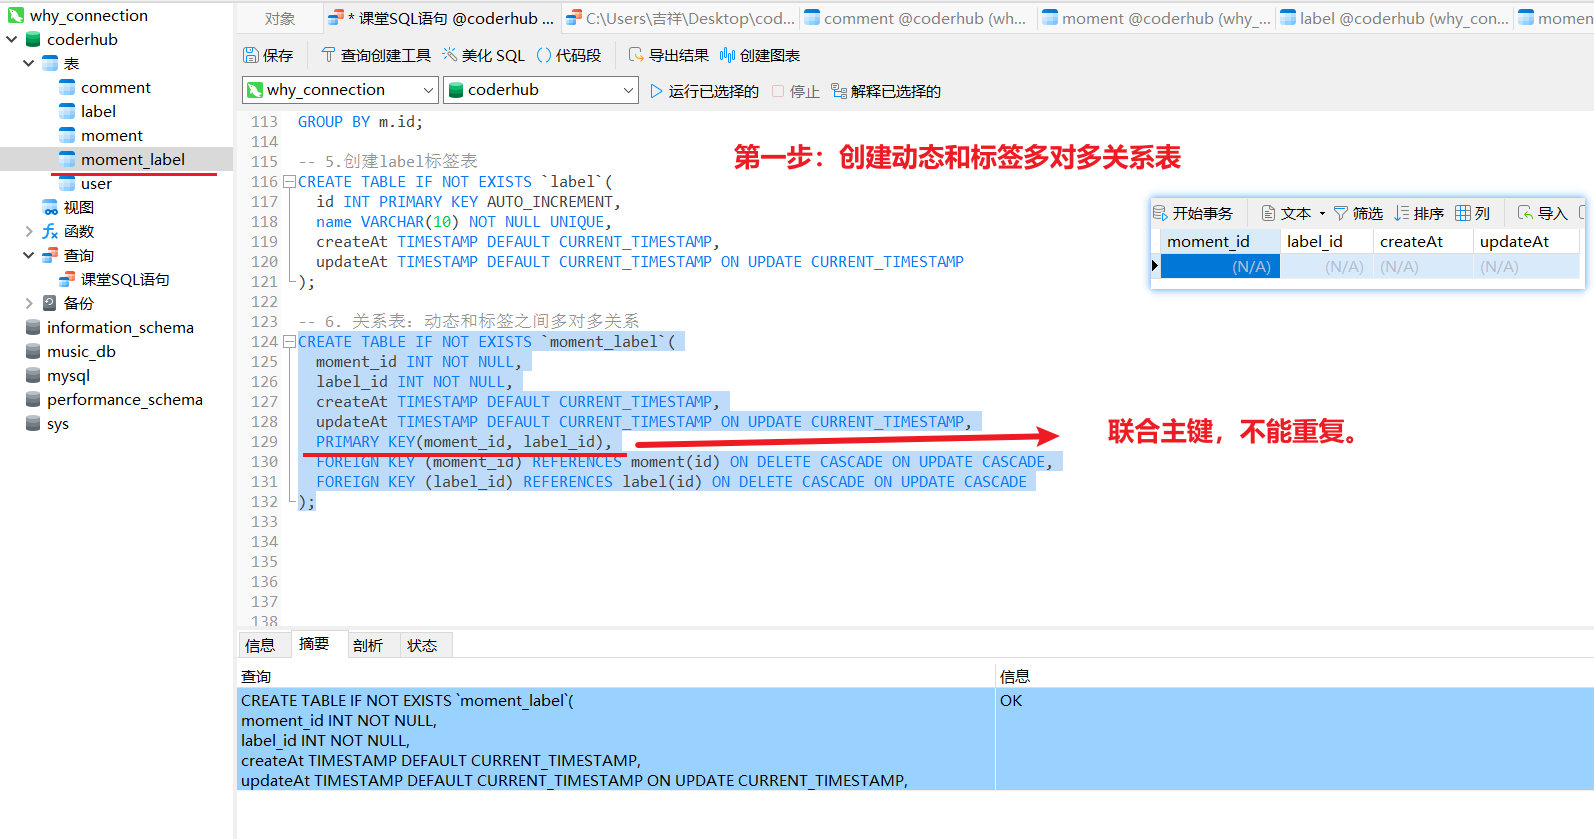 why_connection
coderhub
表
comment
label
moment
moment_label
user
视图
函数
查询
课堂SQL语句
备份
information_schema
music_db
mysql
performance_schema
sys
对象
* 课堂SQL语句 @coderhub ...
C:\Users\吉祥\Desktop\cod...
comment @coderhub (wh...
moment @coderhub (why_...
label @coderhub (why_con...
momen
保存
查询创建工具
美化 SQL
() 代码段
导出结果
创建图表
why_connection
coderhub
运行已选择的
停止
解释已选择的
113 GROUP BY m.id;
114
115 -- 5.创建label标签表
116 CREATE TABLE IF NOT EXISTS `label`(
117 id INT PRIMARY KEY AUTO_INCREMENT,
118 name VARCHAR(10) NOT NULL UNIQUE,
119 createAt TIMESTAMP DEFAULT CURRENT_TIMESTAMP,
120 updateAt TIMESTAMP DEFAULT CURRENT_TIMESTAMP ON UPDATE CURRENT_TIMESTAMP
121 );
122
123 -- 6. 关系表: 动态和标签之间多对多关系
124 CREATE TABLE IF NOT EXISTS `moment_label`(
125 moment_id INT NOT NULL,
126 label_id INT NOT NULL,
127 createAt TIMESTAMP DEFAULT CURRENT_TIMESTAMP,
128 updateAt TIMESTAMP DEFAULT CURRENT_TIMESTAMP ON UPDATE CURRENT_TIMESTAMP,
129 PRIMARY KEY(moment_id, label_id),
130 FOREIGN KEY (moment_id) REFERENCES moment(id) ON DELETE CASCADE ON UPDATE CASCADE,
131 FOREIGN KEY (label_id) REFERENCES label(id) ON DELETE CASCADE ON UPDATE CASCADE
132 );
133
134
135
136
137
138
第一步：创建动态和标签多对多关系表
开始事务
文本
筛选
排序
列
导入
moment_id label_id createAt updateAt
(N/A) (N/A) (N/A) (N/A)
联合主键，不能重复。
信息 摘要 剖析 状态
查询 信息
CREATE TABLE IF NOT EXISTS `moment_label`( OK
moment_id INT NOT NULL,
label_id INT NOT NULL,
createAt TIMESTAMP DEFAULT CURRENT_TIMESTAMP,
updateAt TIMESTAMP DEFAULT CURRENT_TIMESTAMP ON UPDATE CURRENT_TIMESTAMP,